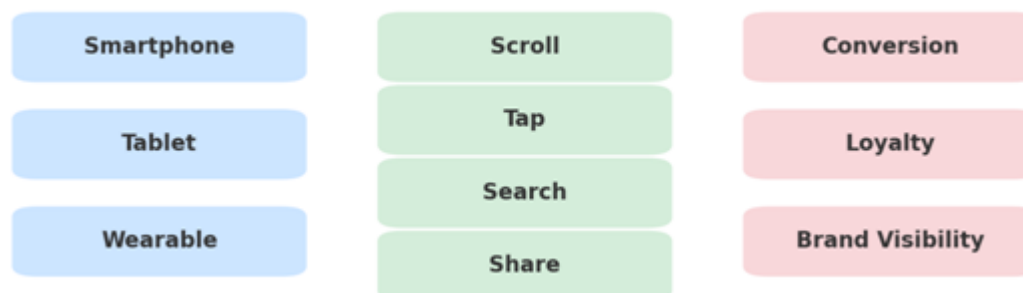 Smartphone
Tablet
Wearable
Scroll
Tap
Search
Share
Conversion
Loyalty
Brand Visibility